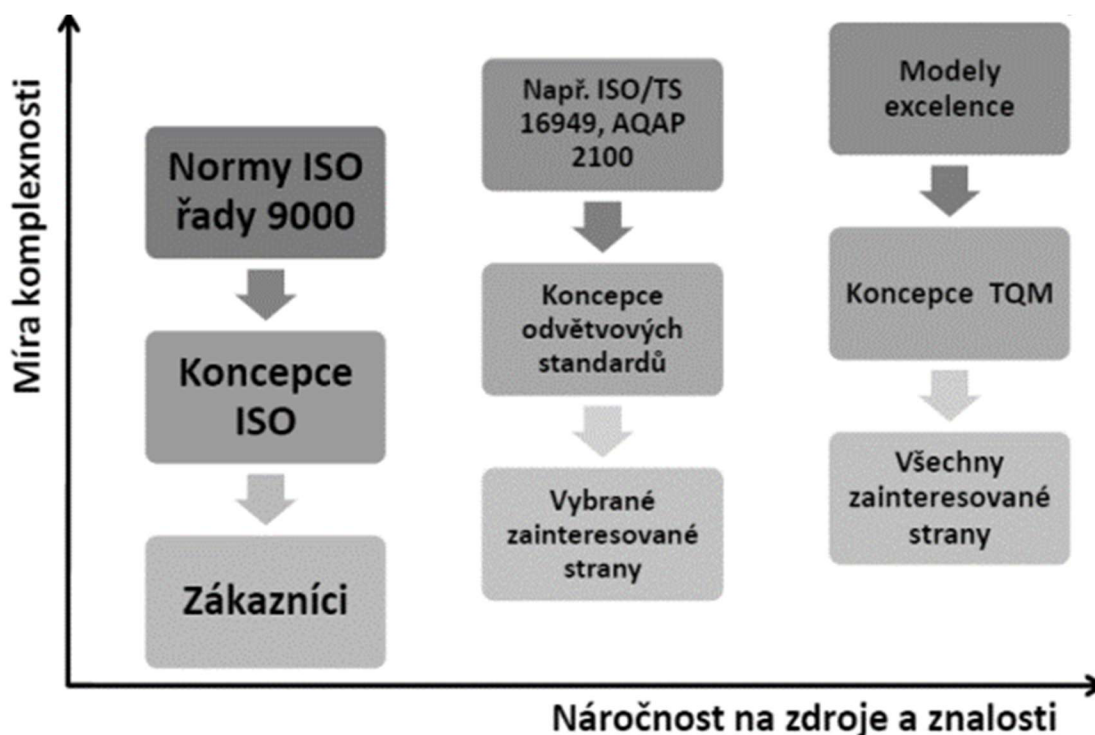 Míra komplexnosti
Normy ISO
řady 9000
Koncepce
ISO
Zákazníci
Např. ISO/TS
16949, AQAP
2100
Koncepce
odvětvových
standardů
Vybrané
zainteresované
strany
Modely
excelence
Koncepce TQM
Všechny
zainteresované
strany
Náročnost na zdroje a znalosti